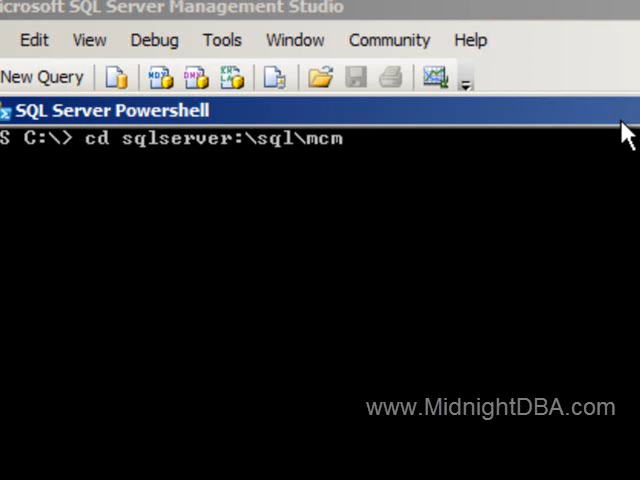 icrosoft SQL Server Management Studio
Edit View Debug Tools Window Community Help
New Query
SQL Server Powershell
S C:\> cd sqlserver:\sql\mcm
www.MidnightDBA.com